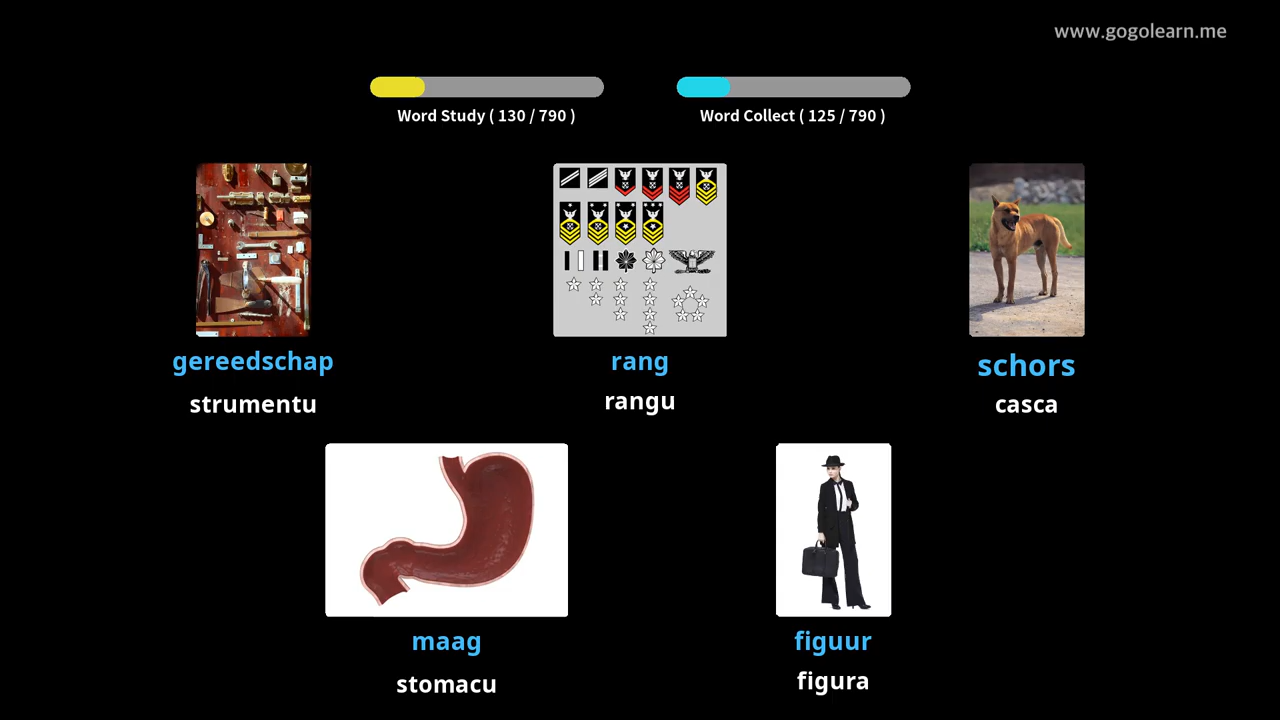 www.gogolearn.me
Word Study ( 130 / 790 )
Word Collect ( 125 / 790 )
gereedschap
strumentu
rang
rangu
schors
casca
maag
stomacu
figuur
figura